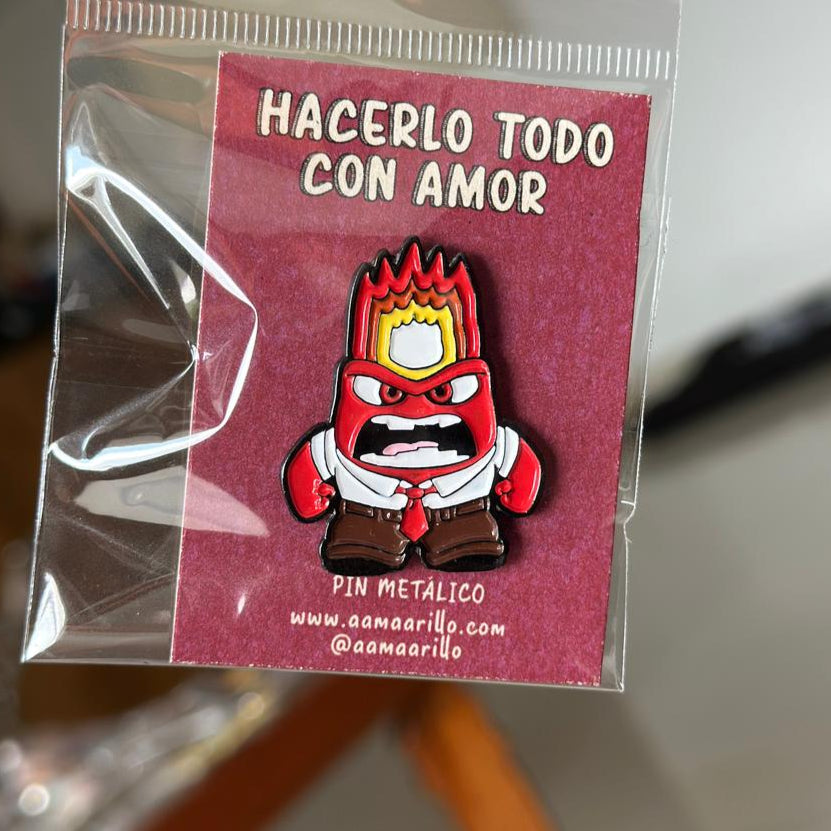 HACERLO TODO
CON AMOR
PIN METÁLICO
www.aamaarillo.com
@aamaarillo